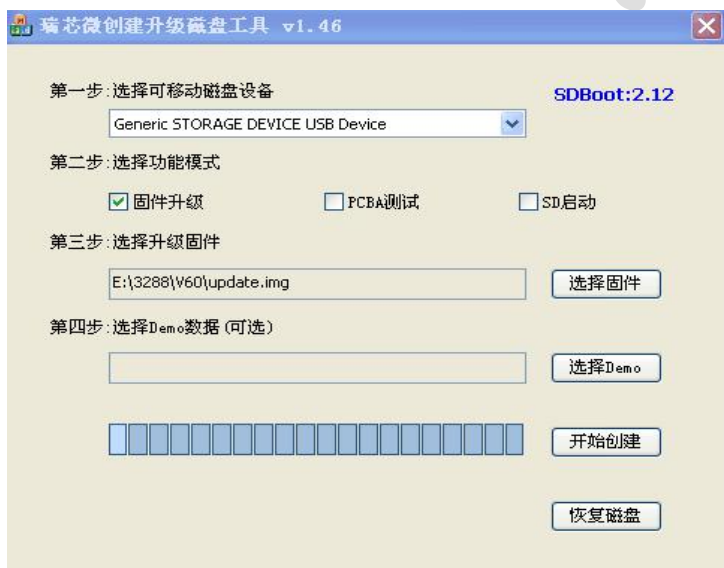 瑞芯微创建升级磁盘工具 v1.46
第一步:选择可移动磁盘设备
SDBoot:2.12
Generic STORAGE DEVICE USB Device
第二步:选择功能模式
固件升级 PCBA测试 SD启动
第三步:选择升级固件
E:\3288\V60\update.img 选择固件
第四步:选择Demo数据(可选)
选择Demo
开始创建
恢复磁盘